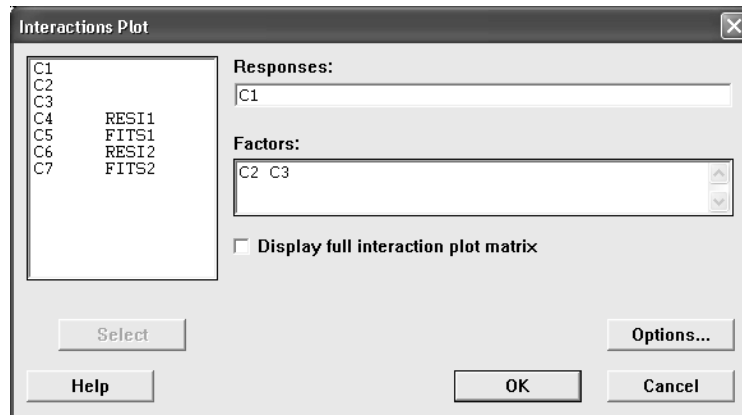 Interactions Plot
C1
C2
C3
C4 RESI1
C5 FITS1
C6 RESI2
C7 FITS2
Responses:
C1
Factors:
C2 C3
Display full interaction plot matrix
Select
Options...
Help
OK
Cancel